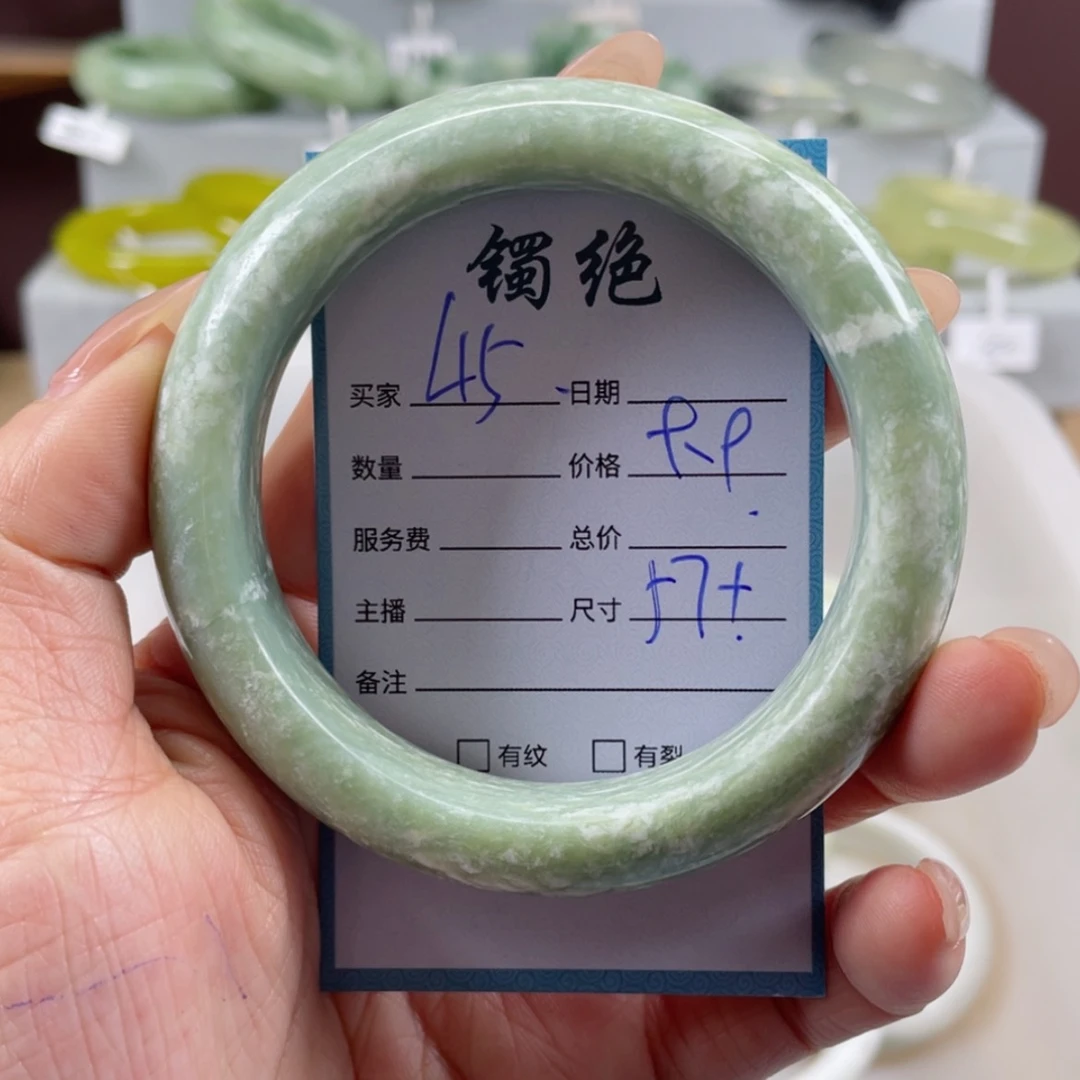 镯绝
买家 45. 日期
数量 价格
服务费 总价
主播 尺寸 57+
备注
有纹 有裂